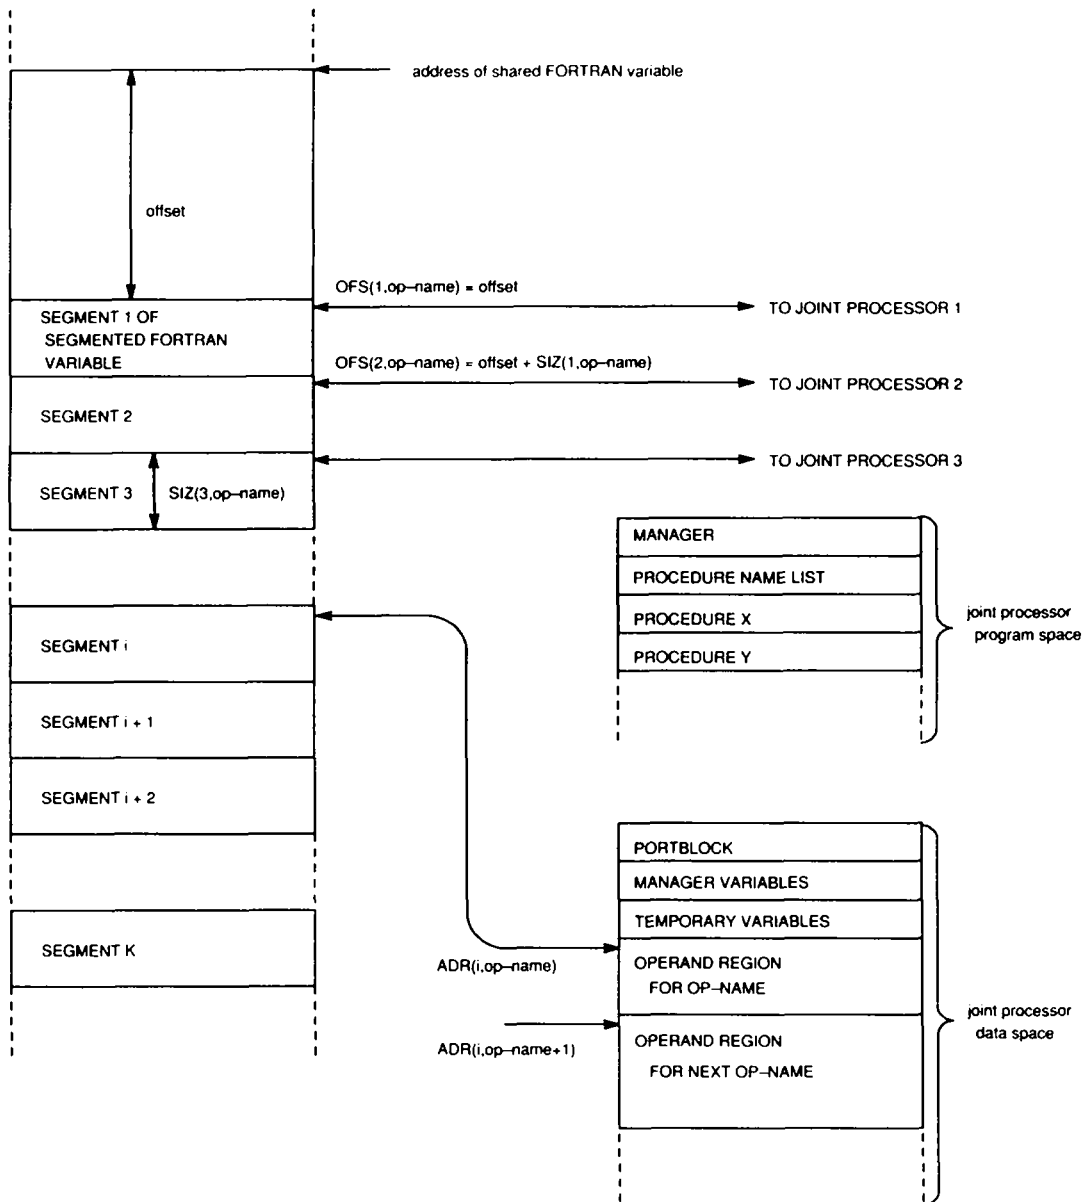 address of shared FORTRAN variable
offset
OFS(1,op–name) = offset
TO JOINT PROCESSOR 1
SEGMENT 1 OF
SEGMENTED FORTRAN
VARIABLE
OFS(2,op–name) = offset + SIZ(1,op–name)
TO JOINT PROCESSOR 2
SEGMENT 2
TO JOINT PROCESSOR 3
SEGMENT 3
SIZ(3,op–name)
MANAGER
PROCEDURE NAME LIST
PROCEDURE X
PROCEDURE Y
joint processor
program space
SEGMENT i
SEGMENT i + 1
SEGMENT i + 2
SEGMENT K
PORTBLOCK
MANAGER VARIABLES
TEMPORARY VARIABLES
ADR(i,op–name)
OPERAND REGION
FOR OP–NAME
ADR(i,op–name+1)
OPERAND REGION
FOR NEXT OP–NAME
joint processor
data space